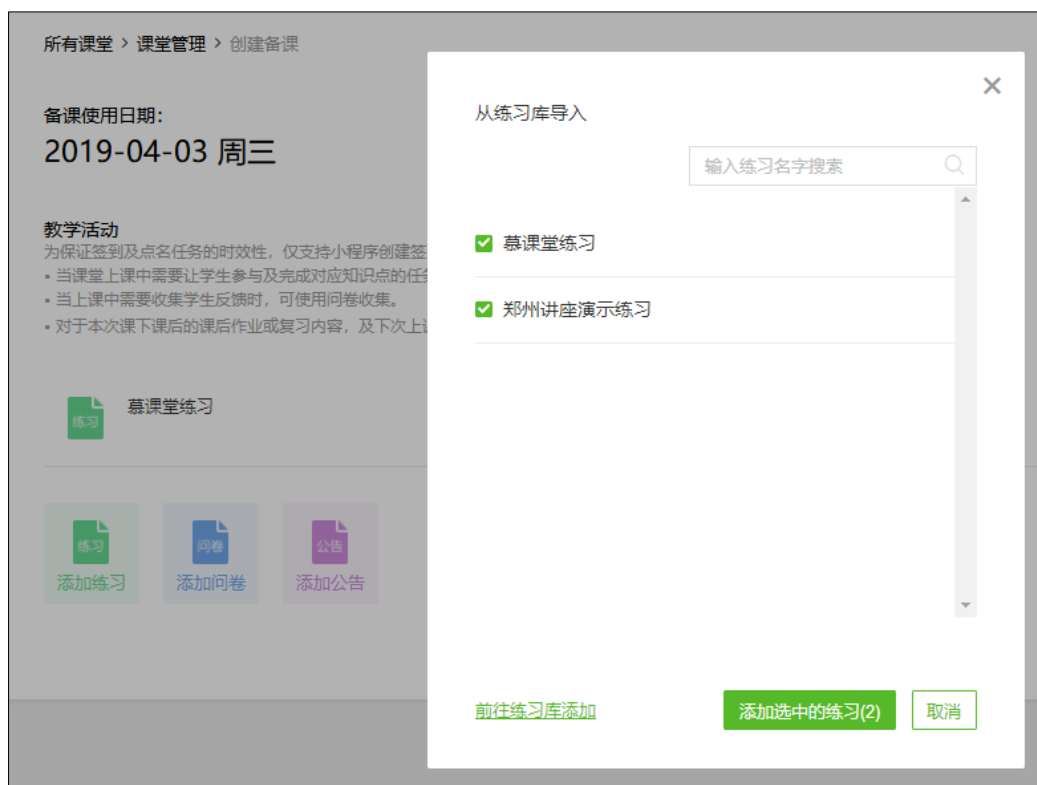 所有课堂 > 课堂管理 > 创建备课
备课使用日期:
2019-04-03 周三
教学活动
为保证签到及点名任务的时效性，仅支持小程序创建签
• 当课堂上课中需要让学生参与及完成对应知识点的任务
• 当上课中需要收集学生反馈时，可使用问卷收集。
• 对于本次课下课后的课后作业或复习内容，及下次上课
练习
慕课堂练习
练习
问卷
公告
添加练习
添加问卷
添加公告
从练习库导入
输入练习名字搜索
慕课堂练习
郑州讲座演示练习
前往练习库添加
添加选中的练习(2)
取消